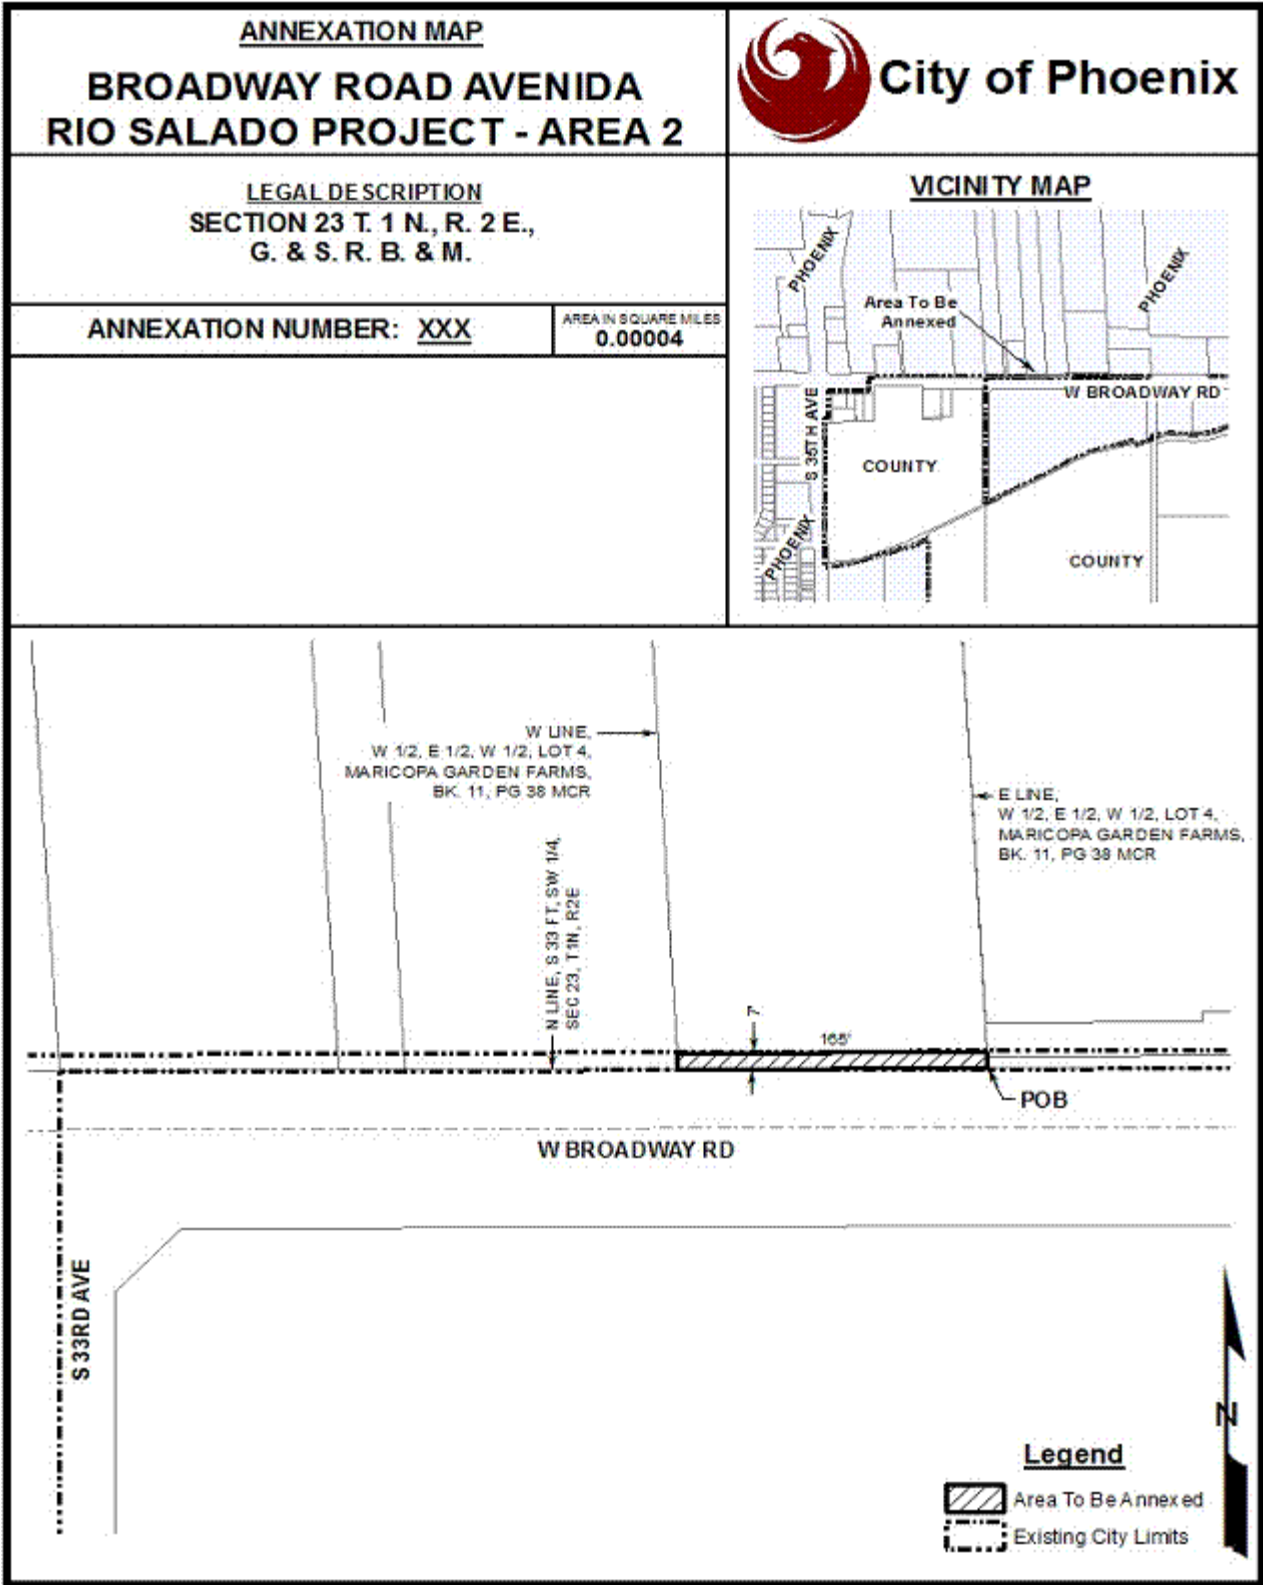 ANNEXATION MAP
BROADWAY ROAD AVENIDA
RIO SALADO PROJECT - AREA 2
City of Phoenix
LEGAL DESCRIPTION
SECTION 23 T. 1 N., R. 2 E.,
G. & S. R. B. & M.
ANNEXATION NUMBER: XXX
AREA IN SQUARE MILES
0.00004
VICINITY MAP
PHOENIX
PHOENIX
Area To Be
Annexed
W BROADWAY RD
S 35TH AVE
COUNTY
PHOENIX
COUNTY
W LINE,
W 1/2, E 1/2, W 1/2, LOT 4,
MARICOPA GARDEN FARMS,
BK. 11, PG 38 MCR
E LINE,
W 1/2, E 1/2, W 1/2, LOT 4,
MARICOPA GARDEN FARMS,
BK. 11, PG 38 MCR
N LINE, S 33 FT, SW 1/4,
SEC 23, T1N, R2E
7'
165'
POB
W BROADWAY RD
S 33RD AVE
N
Legend
Area To Be Annexed
Existing City Limits